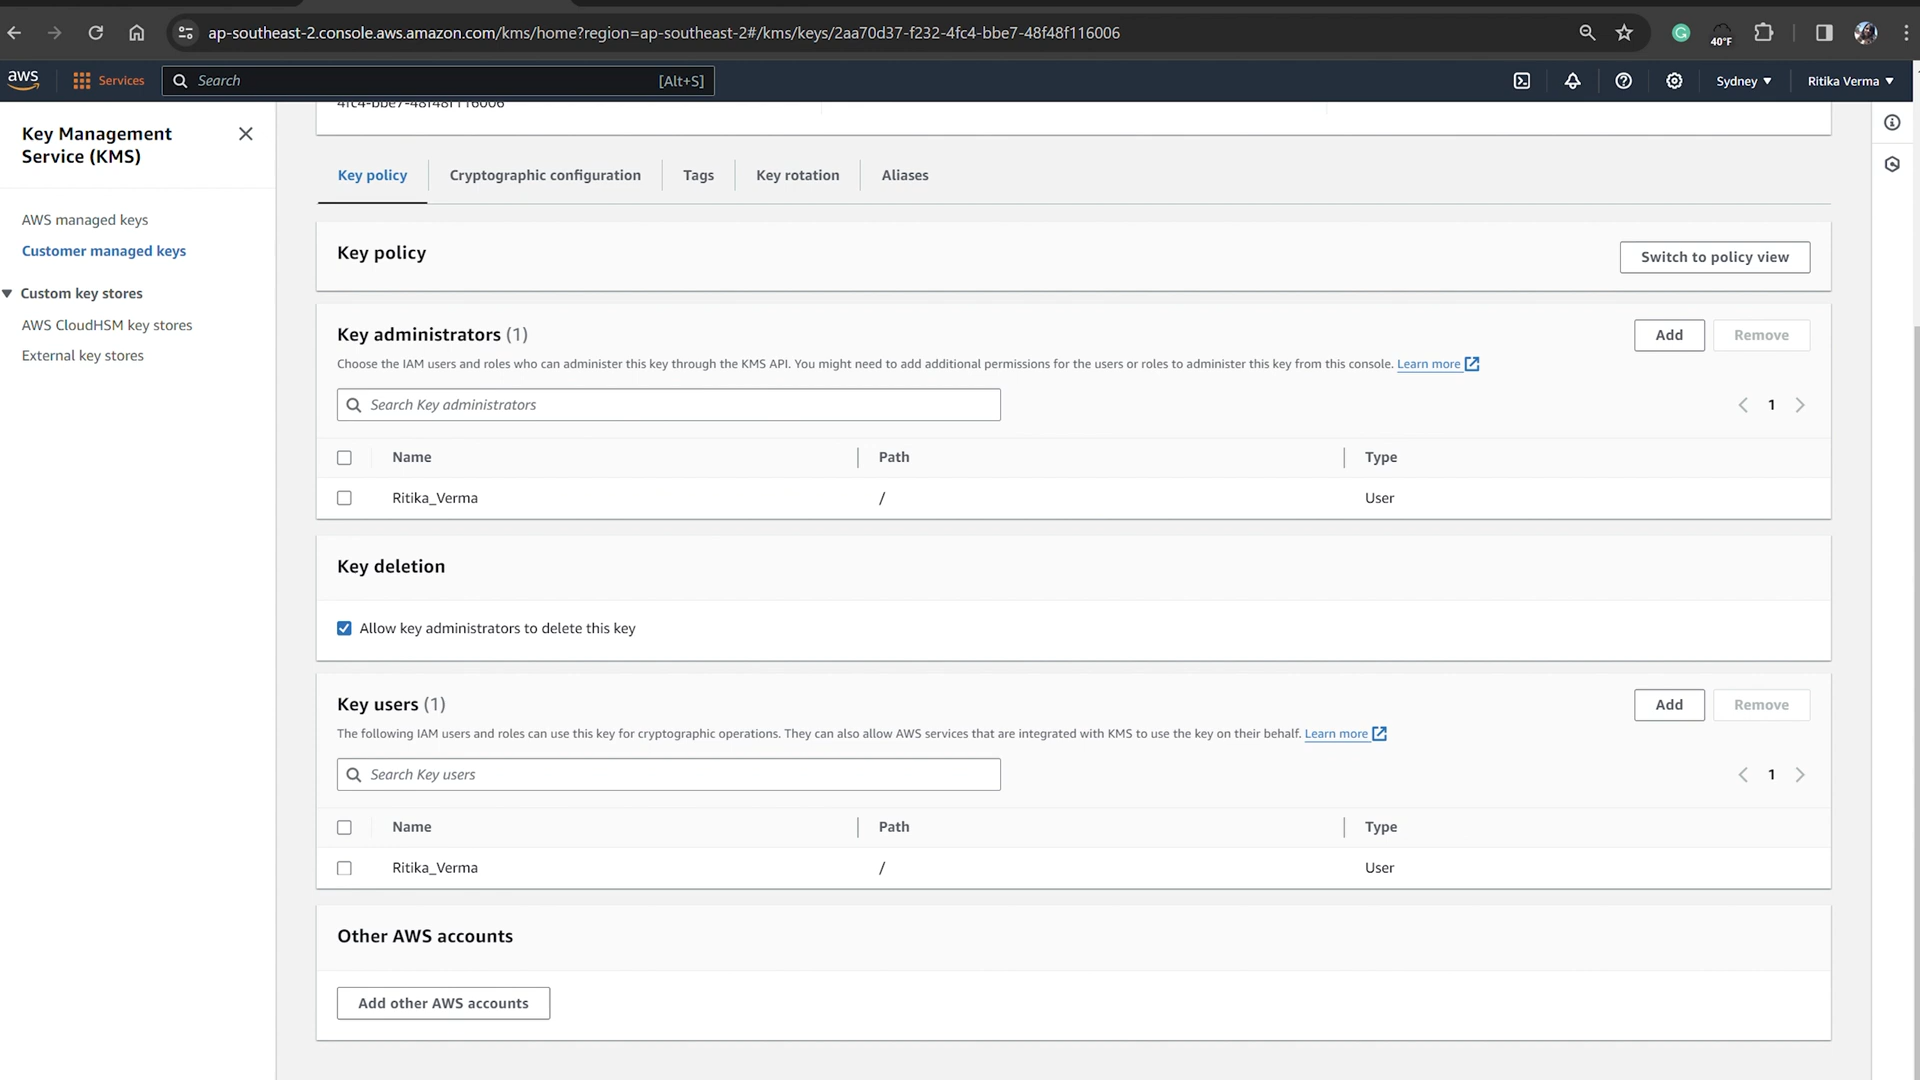 ap-southeast-2.console.aws.amazon.com/kms/home?region=ap-southeast-2#/kms/keys/2aa70d37-f232-4fc4-bbe7-48f48f116006
40°F
aws
Services
Search
[Alt+S]
Sydney
Ritika Verma
Key Management
Service (KMS)
AWS managed keys
Customer managed keys
Custom key stores
AWS CloudHSM key stores
External key stores
4fc4-bbe7-48f48f116006
Key policy
Cryptographic configuration
Tags
Key rotation
Aliases
Key policy
Switch to policy view
Key administrators (1)
Add
Remove
Choose the IAM users and roles who can administer this key through the KMS API. You might need to add additional permissions for the users or roles to administer this key from this console. Learn more
Search Key administrators
1
Name
Path
Type
Ritika_Verma
/
User
Key deletion
Allow key administrators to delete this key
Key users (1)
Add
Remove
The following IAM users and roles can use this key for cryptographic operations. They can also allow AWS services that are integrated with KMS to use the key on their behalf. Learn more
Search Key users
1
Name
Path
Type
Ritika_Verma
/
User
Other AWS accounts
Add other AWS accounts